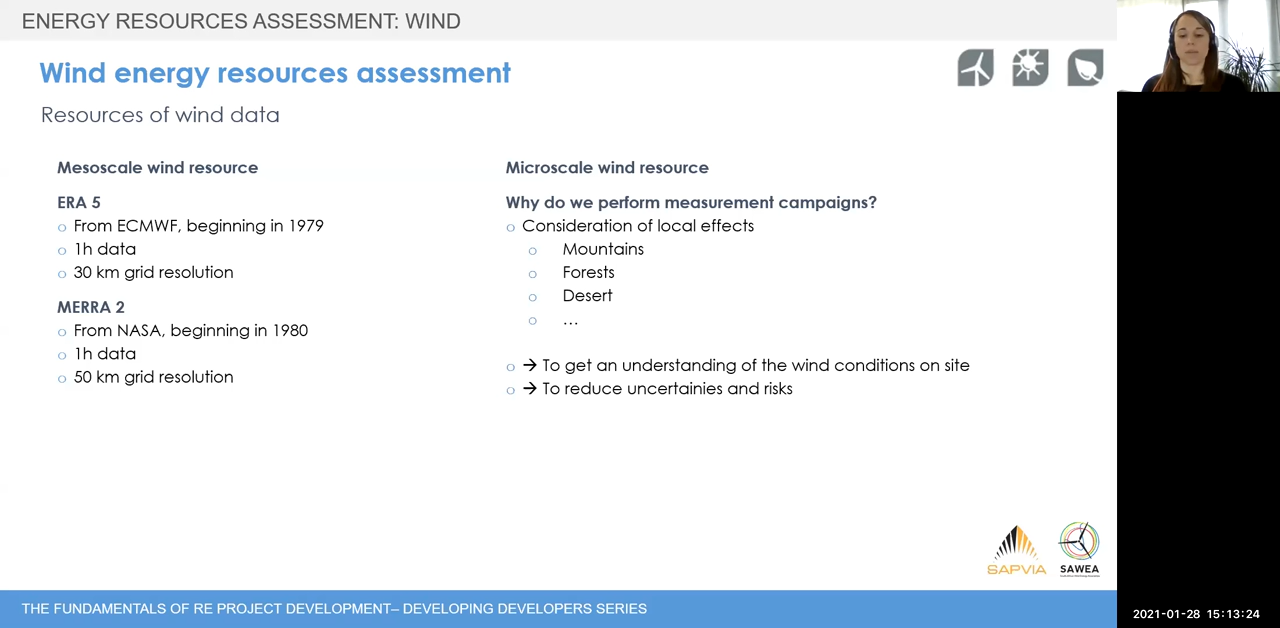 ENERGY RESOURCES ASSESSMENT: WIND
Wind energy resources assessment
Resources of wind data
Mesoscale wind resource
ERA 5
o From ECMWF, beginning in 1979
o 1h data
o 30 km grid resolution
MERRA 2
o From NASA, beginning in 1980
o 1h data
o 50 km grid resolution
Microscale wind resource
Why do we perform measurement campaigns?
o Consideration of local effects
o Mountains
o Forests
o Desert
o …
o → To get an understanding of the wind conditions on site
o → To reduce uncertainies and risks
SAPVIA
SAWEA
THE FUNDAMENTALS OF RE PROJECT DEVELOPMENT– DEVELOPING DEVELOPERS SERIES
2021-01-28 15:13:24